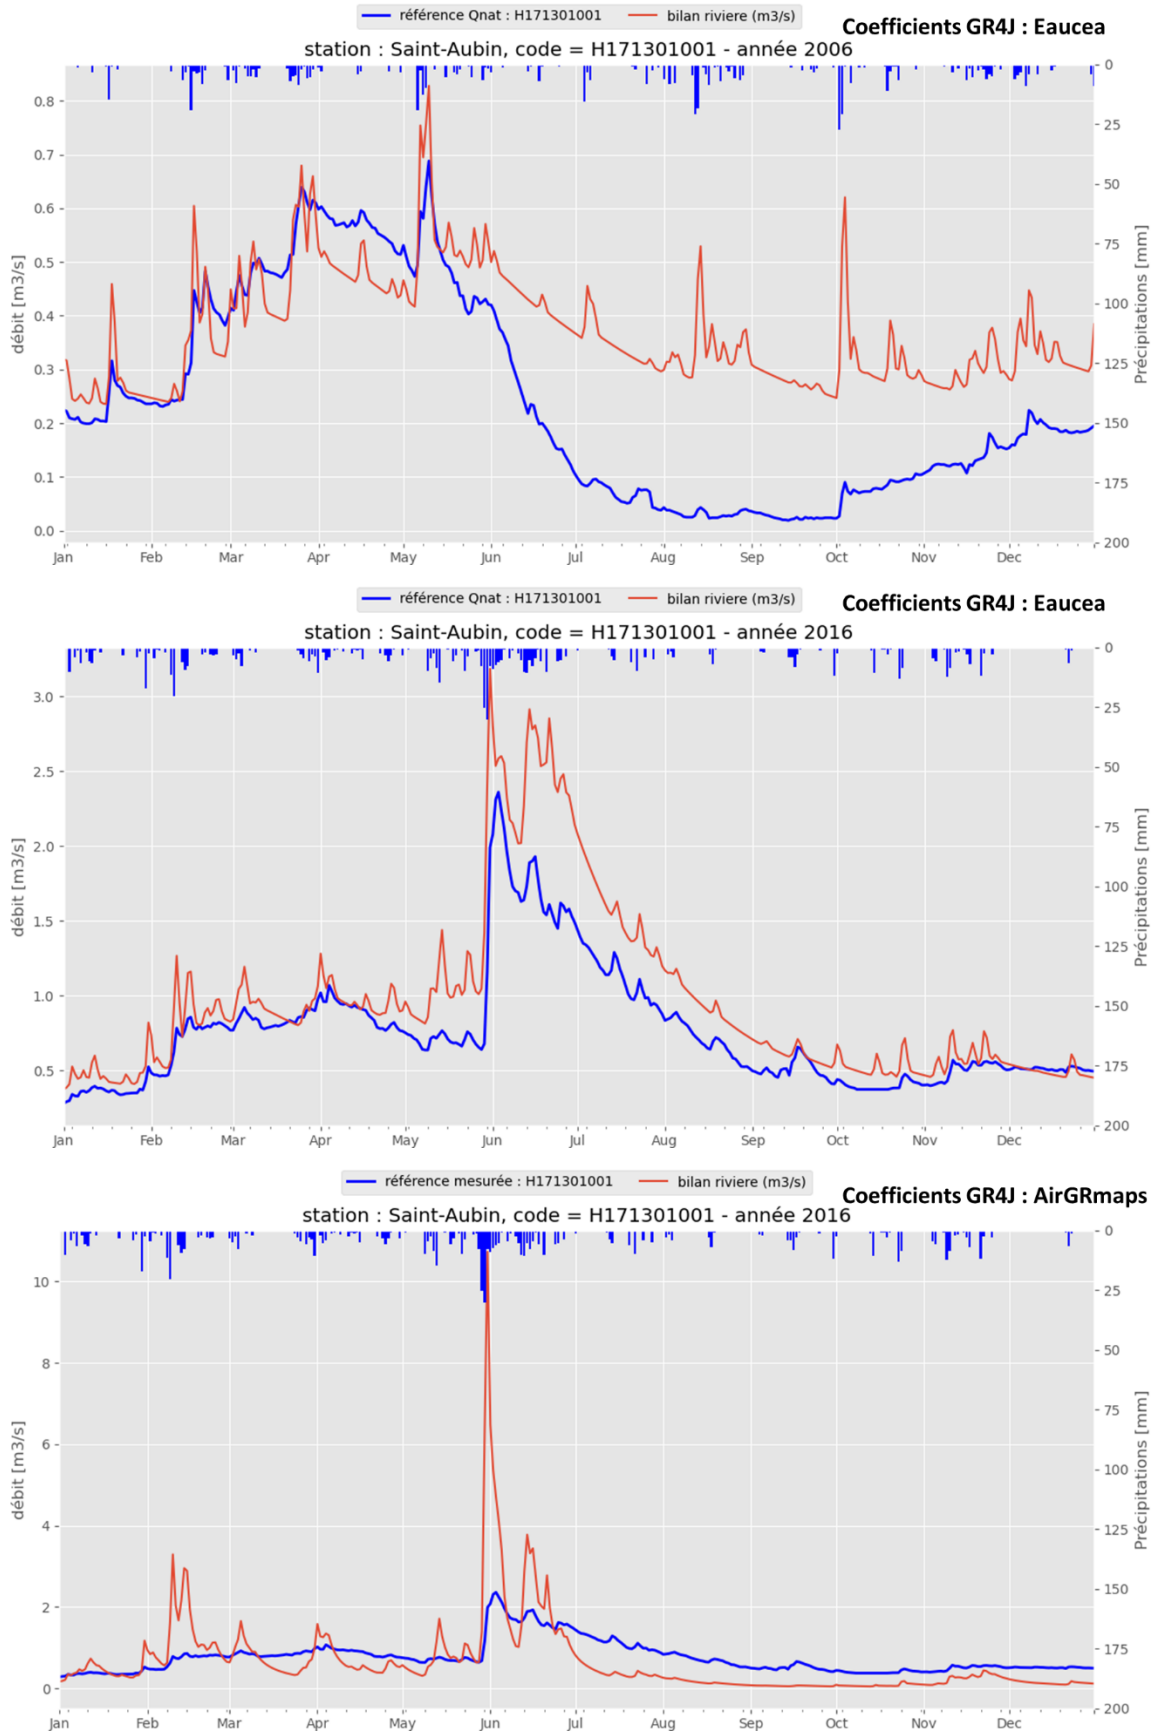 référence Qnat : H171301001 bilan riviere (m3/s)
Coefficients GR4J : Eaucea
station : Saint-Aubin, code = H171301001 - année 2006
débit [m3/s]
0.8
0.7
0.6
0.5
0.4
0.3
0.2
0.1
0.0
Précipitations [mm]
0
25
50
75
100
125
150
175
200
Jan Feb Mar Apr May Jun Jul Aug Sep Oct Nov Dec
référence Qnat : H171301001 bilan riviere (m3/s)
Coefficients GR4J : Eaucea
station : Saint-Aubin, code = H171301001 - année 2016
débit [m3/s]
3.0
2.5
2.0
1.5
1.0
0.5
Précipitations [mm]
0
25
50
75
100
125
150
175
200
Jan Feb Mar Apr May Jun Jul Aug Sep Oct Nov Dec
référence mesurée : H171301001 bilan riviere (m3/s)
Coefficients GR4J : AirGRmaps
station : Saint-Aubin, code = H171301001 - année 2016
débit [m3/s]
10
8
6
4
2
0
Précipitations [mm]
0
25
50
75
100
125
150
175
200
Jan Feb Mar Apr May Jun Jul Aug Sep Oct Nov Dec